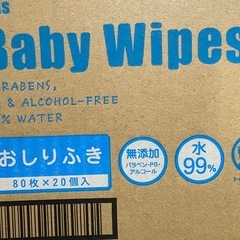 Baby Wipes
& ALCOHOL-FREE
% WATER
おしりふき
80枚×20個入
無添加
パラベン・PG・
アルコール
水
99%